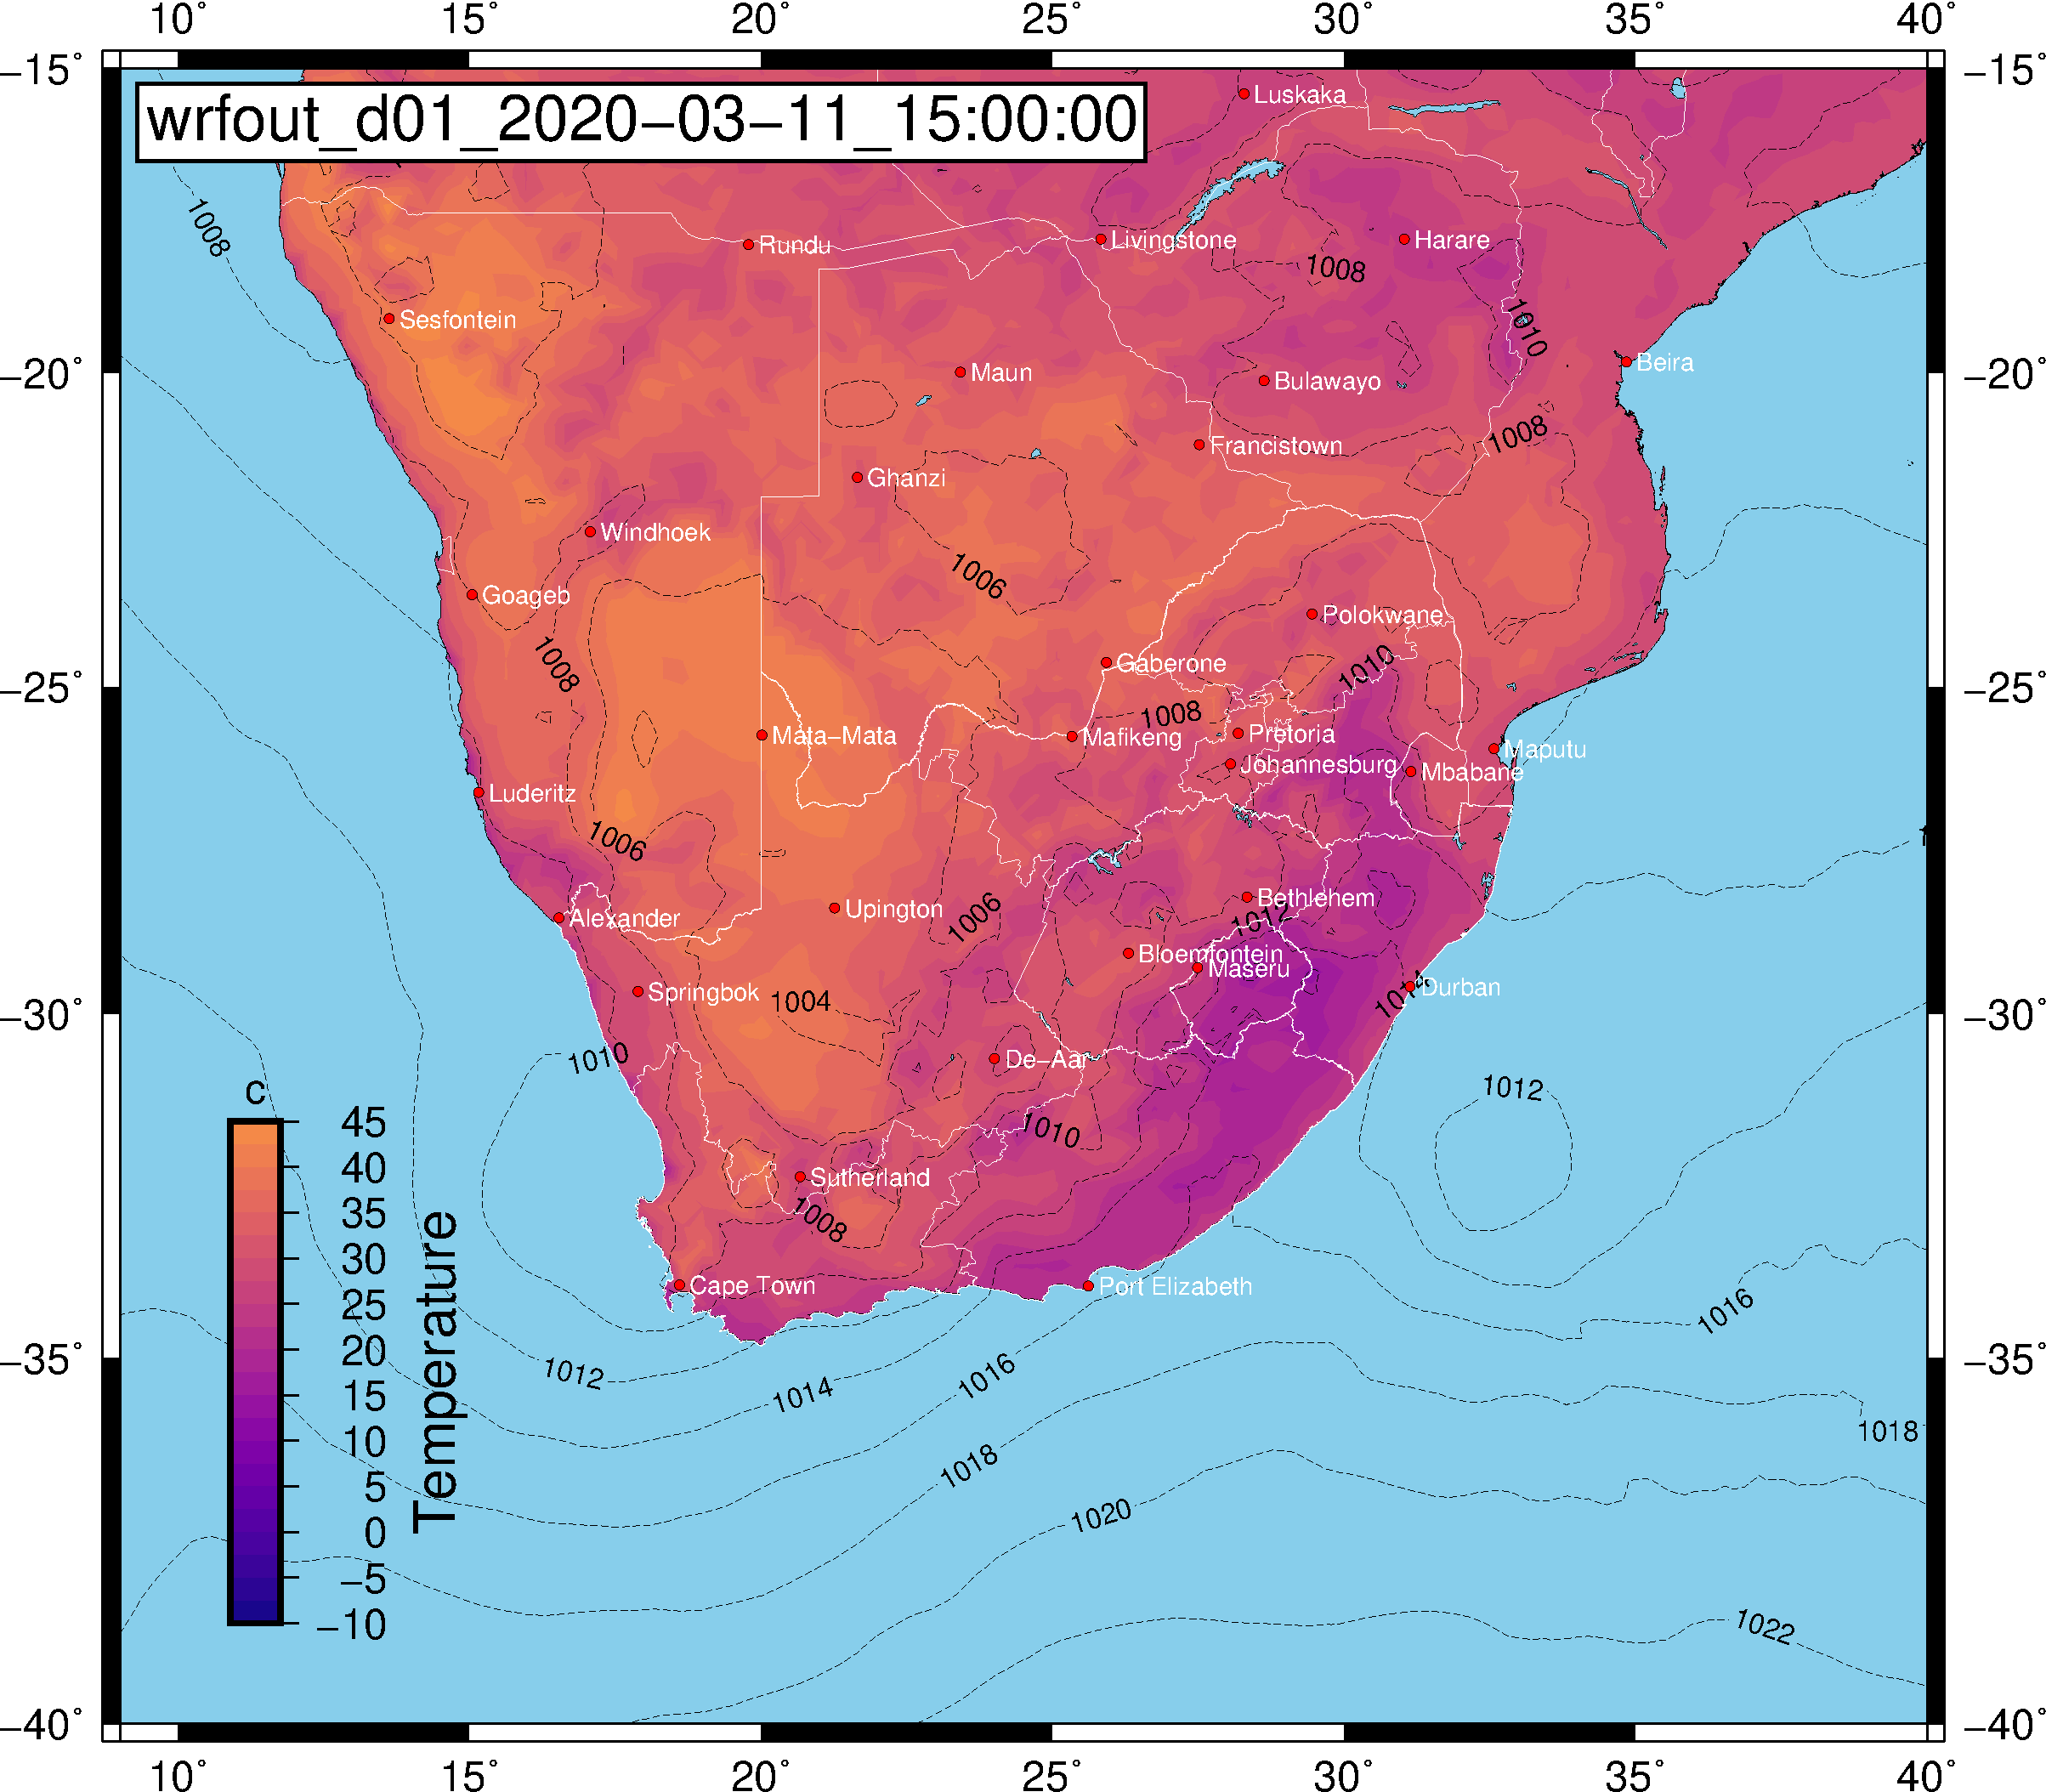 10° 15° 20° 25° 30° 35° 40°
−15° −15°
wrfout_d01_2020−03−11_15:00:00
Luskaka
1008
Rundu
Livingstone
Harare
1008
Sesfontein
1010
Beira
−20° −20°
Maun
Bulawayo
1008
Francistown
Ghanzi
Windhoek
1006
Goageb
Polokwane
1008
Gaberone
1010
−25° −25°
1008
Mata−Mata
Mafikeng
Pretoria
Maputu
Johannesburg
Mbabane
Luderitz
1006
Bethlehem
Upington
1006
1012
Alexander
Bloemfontein
Maseru
Springbok
1004
Durban
−30° −30°
1010
De−Aar
1012
c
1010
Sutherland
1008
Cape Town
Port Elizabeth
1016
−35° −35°
1012
1014
1016
1018
1018
1020
1022
45
40
35
30
25
20
15
10
5
0
−5
−10
Temperature
−40° −40°
10° 15° 20° 25° 30° 35° 40°